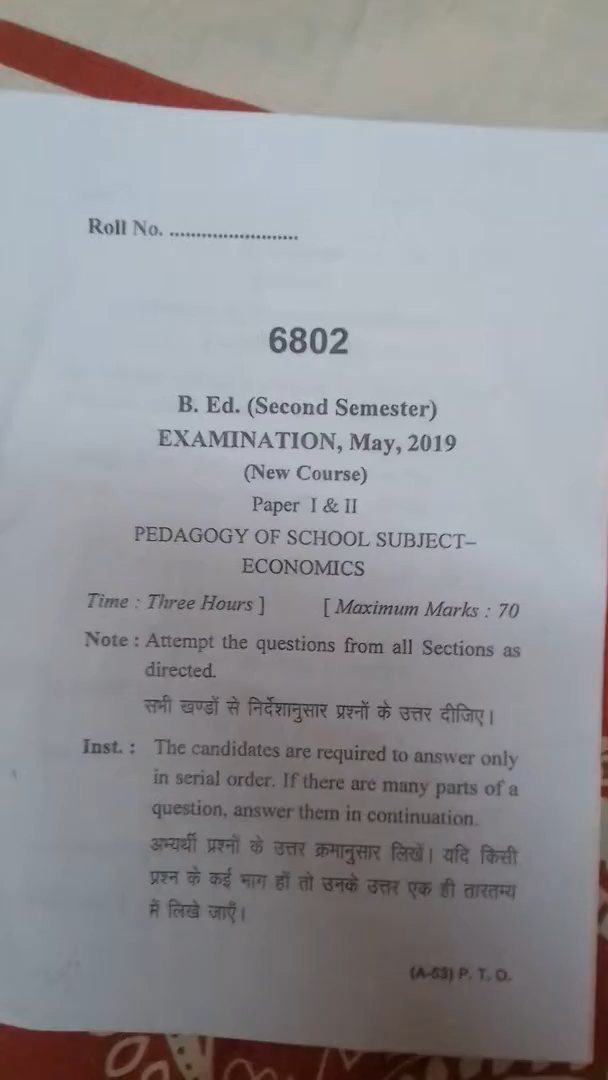 Roll No. ........................
6802
B. Ed. (Second Semester)
EXAMINATION, May, 2019
(New Course)
Paper I & II
PEDAGOGY OF SCHOOL SUBJECT–
ECONOMICS
Time : Three Hours ] [ Maximum Marks : 70
Note : Attempt the questions from all Sections as
directed.
सभी खण्डों से निर्देशानुसार प्रश्नों के उत्तर दीजिए।
Inst. : The candidates are required to answer only
in serial order. If there are many parts of a
question, answer them in continuation.
अभ्यर्थी प्रश्नों के उत्तर क्रमानुसार लिखें। यदि किसी
प्रश्न के कई भाग हों तो उनके उत्तर एक ही तारतम्य
में लिखे जाएँ।
(A-53) P. T. O.